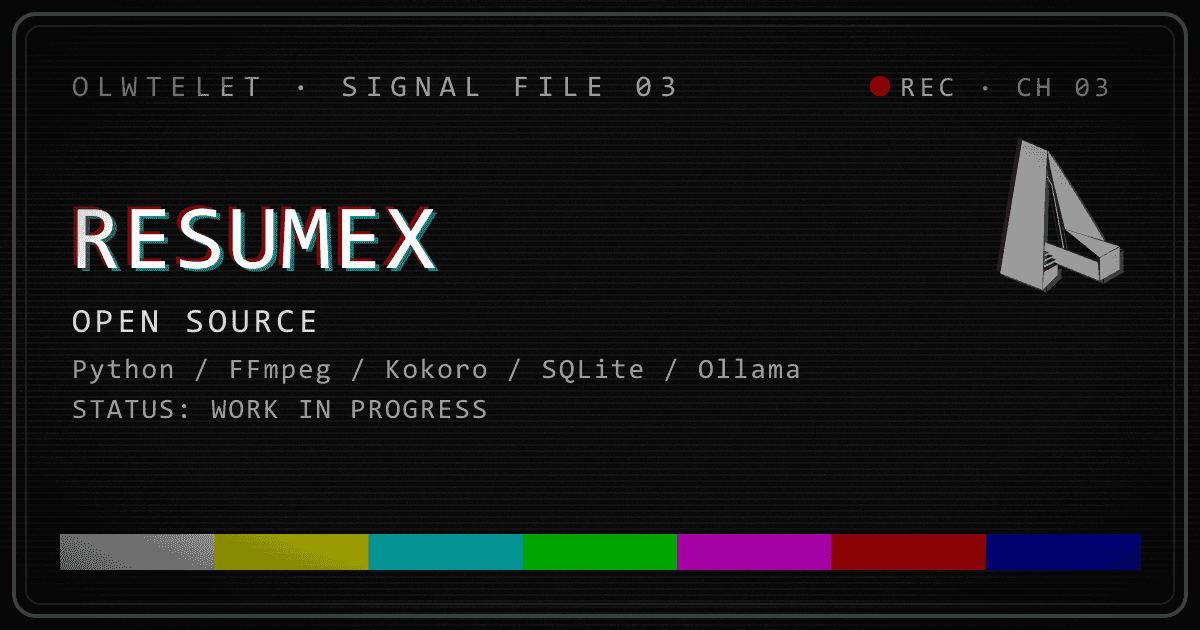 OLWTELET · SIGNAL FILE 03
REC · CH 03
RESUMEX
OPEN SOURCE
Python / FFmpeg / Kokoro / SQLite / Ollama
STATUS: WORK IN PROGRESS